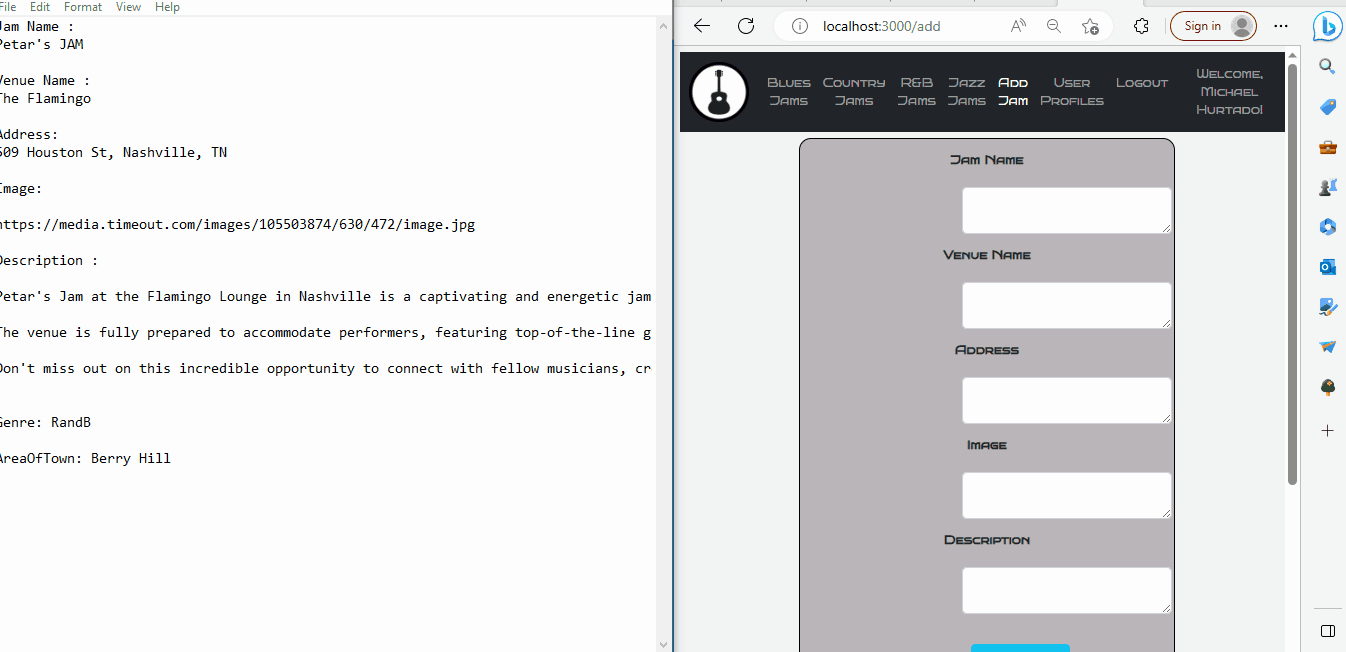 File Edit Format View Help
Jam Name :
Petar's JAM
Venue Name :
The Flamingo
Address:
509 Houston St, Nashville, TN
Image:
https://media.timeout.com/images/105503874/630/472/image.jpg
Description :
Petar's Jam at the Flamingo Lounge in Nashville is a captivating and energetic jam
The venue is fully prepared to accommodate performers, featuring top-of-the-line g
Don't miss out on this incredible opportunity to connect with fellow musicians, cr
Genre: RandB
AreaOfTown: Berry Hill
localhost:3000/add
Sign in
Blues Jams
Country Jams
R&B Jams
Jazz Jams
Add Jam
User Profiles
Logout
Welcome, Michael Hurtado!
Jam Name
Venue Name
Address
Image
Description